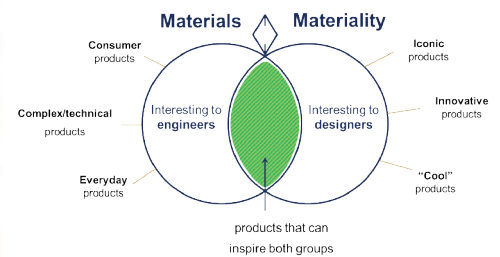 Materials
Materiality
Consumer
products
Complex/technical
products
Everyday
products
Interesting to
engineers
Interesting to
designers
Iconic
products
Innovative
products
“Cool”
products
products that can
inspire both groups